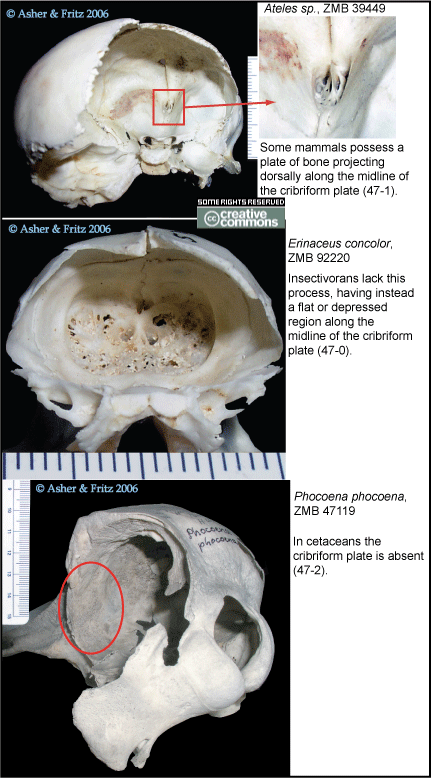 © Asher & Fritz 2006
Ateles sp., ZMB 39449
Some mammals possess a
plate of bone projecting
dorsally along the midline of
the cribriform plate (47-1).
SOME RIGHTS RESERVED
cc creative
commons
© Asher & Fritz 2006
Erinaceus concolor,
ZMB 92220
Insectivorans lack this
process, having instead
a flat or depressed
region along the
midline of the cribriform
plate (47-0).
© Asher & Fritz 2006
Phocoena
phocoena
Phocoena phocoena,
ZMB 47119
In cetaceans the
cribriform plate is absent
(47-2).